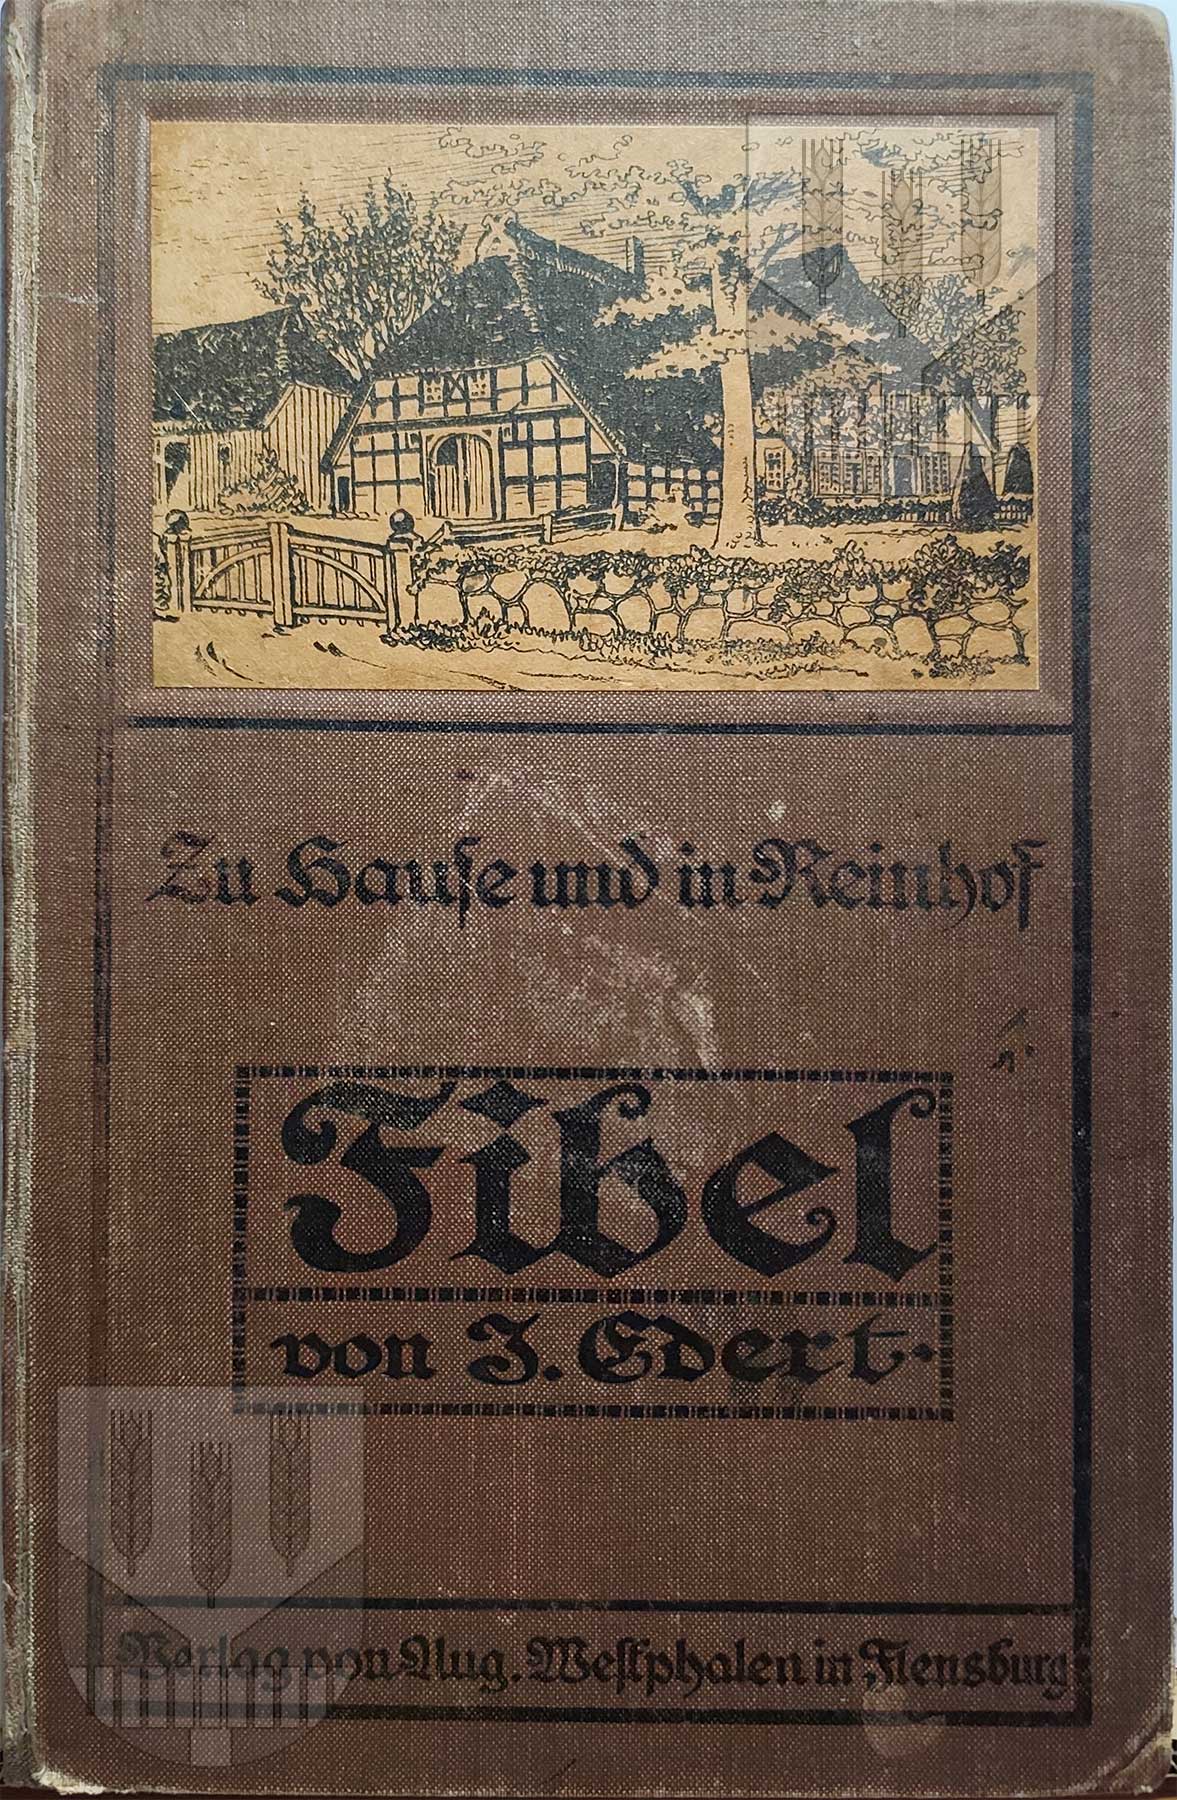 Zu Hause und in Reinhof
Fibel
von J. Edert.
Verlag von Aug. Westphalen in Flensburg